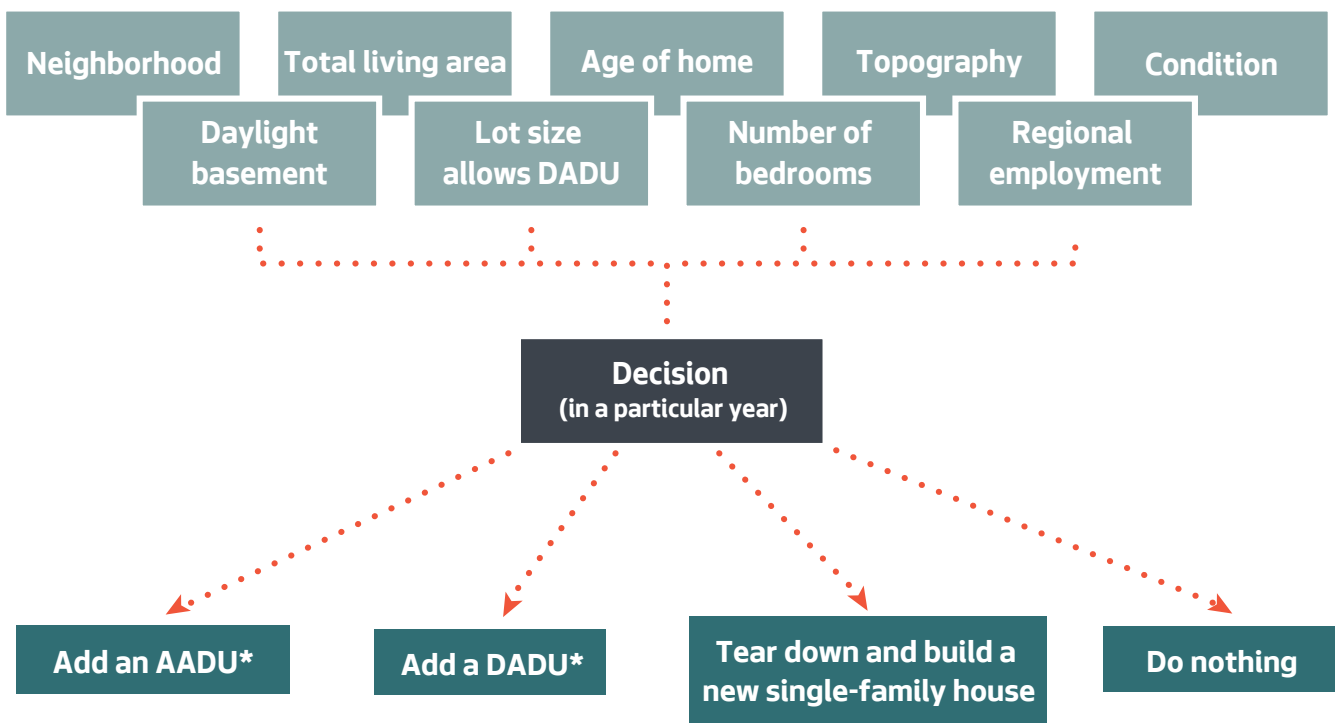 Neighborhood
Total living area
Age of home
Topography
Condition
Daylight
basement
Lot size
allows DADU
Number of
bedrooms
Regional
employment
Decision
(in a particular year)
Add an AADU*
Add a DADU*
Tear down and build a
new single-family house
Do nothing